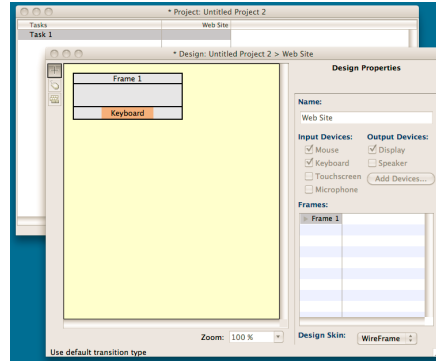 * Project: Untitled Project 2
Tasks Web Site
Task 1
* Design: Untitled Project 2 > Web Site
Frame 1
Keyboard
Design Properties
Name:
Web Site
Input Devices: Output Devices:
Mouse Display
Keyboard Speaker
Touchscreen Add Devices...
Microphone
Frames:
Frame 1
Zoom: 100 % Design Skin: WireFrame
Use default transition type